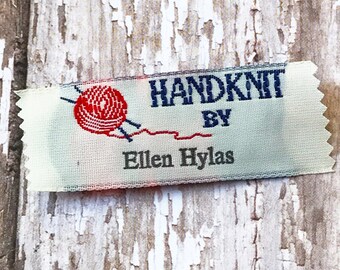 HANDKNIT
BY
Ellen Hylas